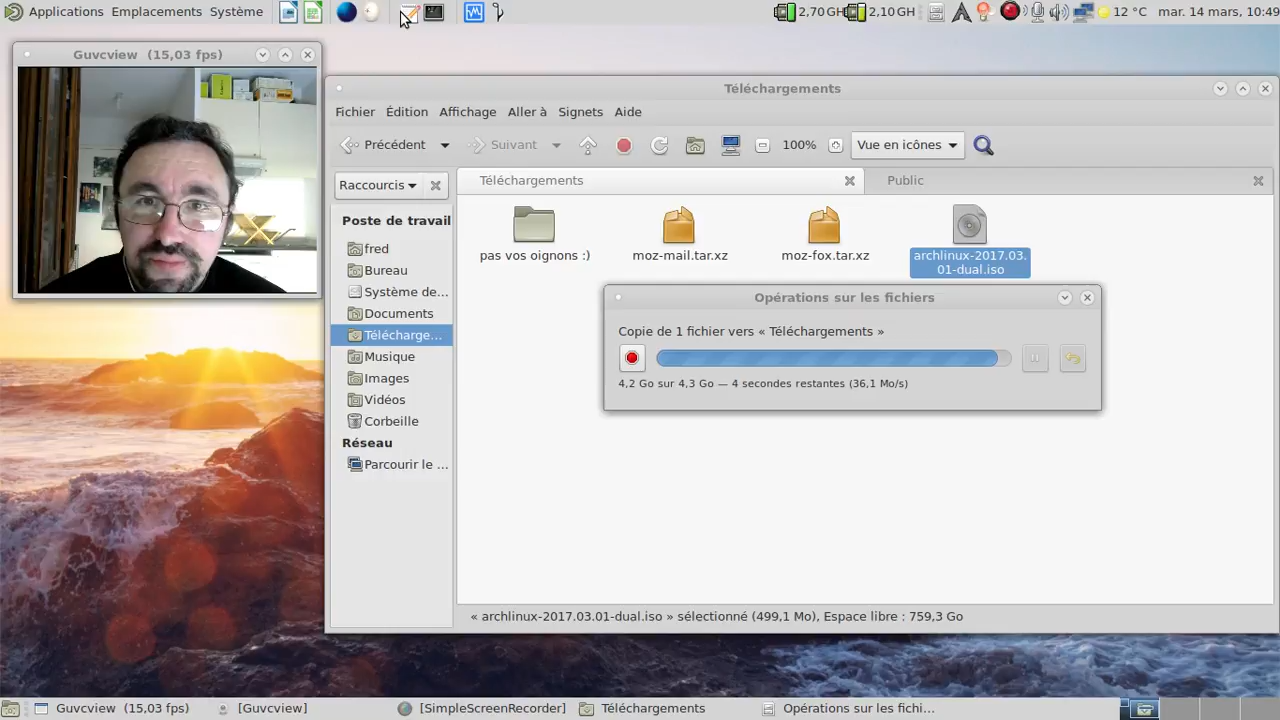 Applications Emplacements Système 2,70 GH 2,10 GH 12 °C mar. 14 mars, 10:49
Guvcview (15,03 fps)
Téléchargements
Fichier Édition Affichage Aller à Signets Aide
Précédent Suivant 100% Vue en icônes
Raccourcis
Téléchargements Public
Poste de travail
fred
Bureau
Système de...
Documents
Télécharge...
Musique
Images
Vidéos
Corbeille
Réseau
Parcourir le ...
pas vos oignons :)
moz-mail.tar.xz
moz-fox.tar.xz
archlinux-2017.03.
01-dual.iso
Opérations sur les fichiers
Copie de 1 fichier vers « Téléchargements »
4,2 Go sur 4,3 Go — 4 secondes restantes (36,1 Mo/s)
« archlinux-2017.03.01-dual.iso » sélectionné (499,1 Mo), Espace libre : 759,3 Go
Guvcview (15,03 fps) [Guvcview] [SimpleScreenRecorder] Téléchargements Opérations sur les fichi...